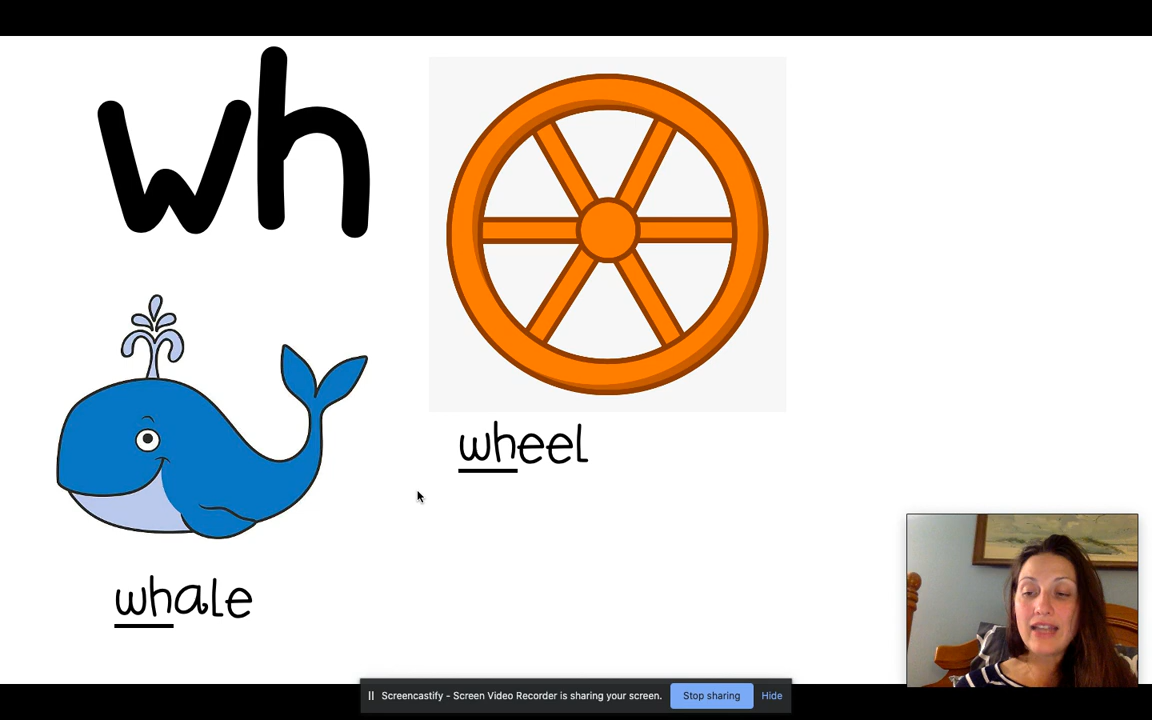 wh
wheel
whale
Screencastify - Screen Video Recorder is sharing your screen.
Stop sharing
Hide